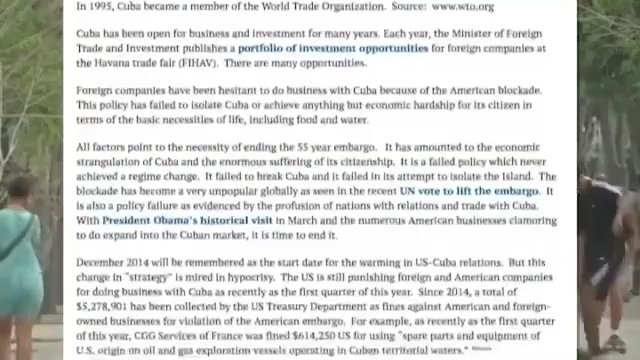 In 1995, Cuba became a member of the World Trade Organization.  Source:  www.wto.org
Cuba has been open for business and investment for many years. Each year, the Minister of Foreign
Trade and Investment publishes a portfolio of investment opportunities for foreign companies at
the Havana trade fair (FIHAV).  There are many opportunities.
Foreign companies have been hesitant to do business with Cuba because of the American blockade.
This policy has failed to isolate Cuba or achieve anything but economic hardship for its citizen in
terms of the basic necessities of life, including food and water.
All factors point to the necessity of ending the 55 year embargo.  It has amounted to the economic
strangulation of Cuba and the enormous suffering of its citizenship.  It is a failed policy which never
achieved a regime change.  It failed to break Cuba and it failed in its attempt to isolate the Island.  The
blockade has become a very unpopular globally as seen in the recent UN vote to lift the embargo.  It
is also a policy failure as evidenced by the profusion of nations with relations and trade with Cuba.
With President Obama's historical visit in March and the numerous American businesses clamoring
to do expand into the Cuban market, it is time to end it.
December 2014 will be remembered as the start date for the warming in US-Cuba relations.  But this
change in "strategy" is mired in hypocrisy.  The US is still punishing foreign and American companies
for doing business with Cuba as recently as the first quarter of this year.  Since 2014, a total of
$5,278,901 has been collected by the US Treasury Department as fines against American and foreign-
owned businesses for violation of the American embargo.  For example, as recently as the first quarter
of this year, CGG Services of France was fined $614,250 US for using "spare parts and equipment of
U.S. origin on oil and gas exploration vessels operating in Cuban territorial waters."